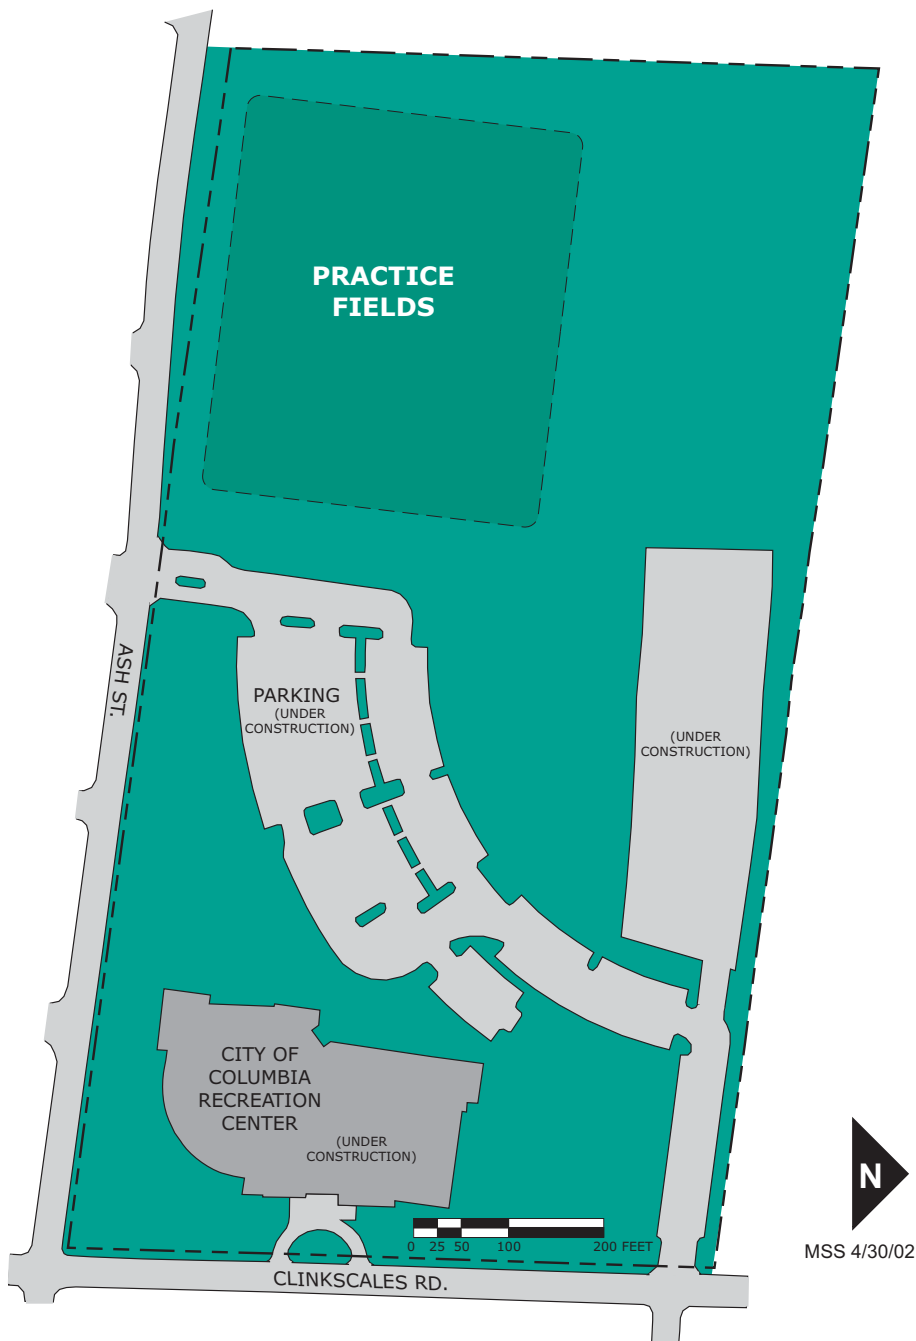 PRACTICE
FIELDS
ASH ST.
PARKING
(UNDER
CONSTRUCTION)
(UNDER
CONSTRUCTION)
CITY OF
COLUMBIA
RECREATION
CENTER
(UNDER
CONSTRUCTION)
N
0 25 50 100 200 FEET
MSS 4/30/02
CLINKSCALES RD.